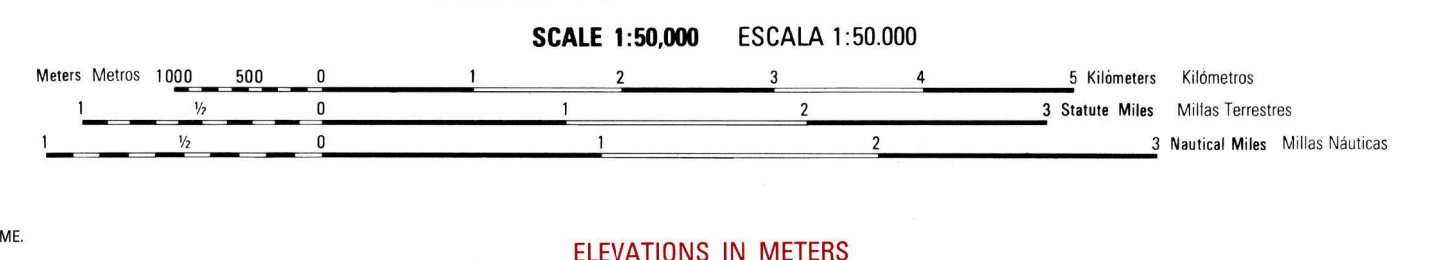 SCALE 1:50,000 ESCALA 1:50.000
Meters Metros 1000 500 0 1 2 3 4 5 Kilómeters Kilómetros
1 ½ 0 1 2 3 Statute Miles Millas Terrestres
1 ½ 0 1 2 3 Nautical Miles Millas Náuticas
ME.
ELEVATIONS IN METERS